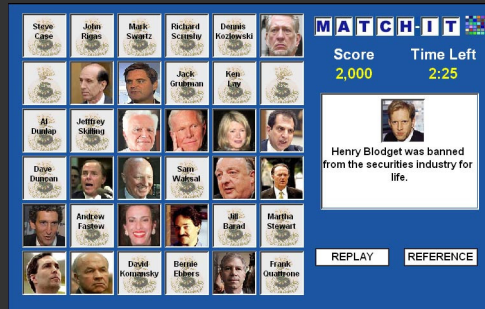 Steve Case
John Rigas
Mark Swartz
Richard Scrushy
Dennis Kozlowski
MATCH-IT
Score
Time Left
2,000
2:25
Jack Grubman
Ken Lay
Al Dunlap
Jeffrey Skilling
Henry Blodget was banned
from the securities industry for
life.
Dave Duncan
Sam Waksal
Andrew Fastow
Jill Barad
Martha Stewart
REPLAY
REFERENCE
David Komansky
Bernie Ebbers
Frank Quattrone